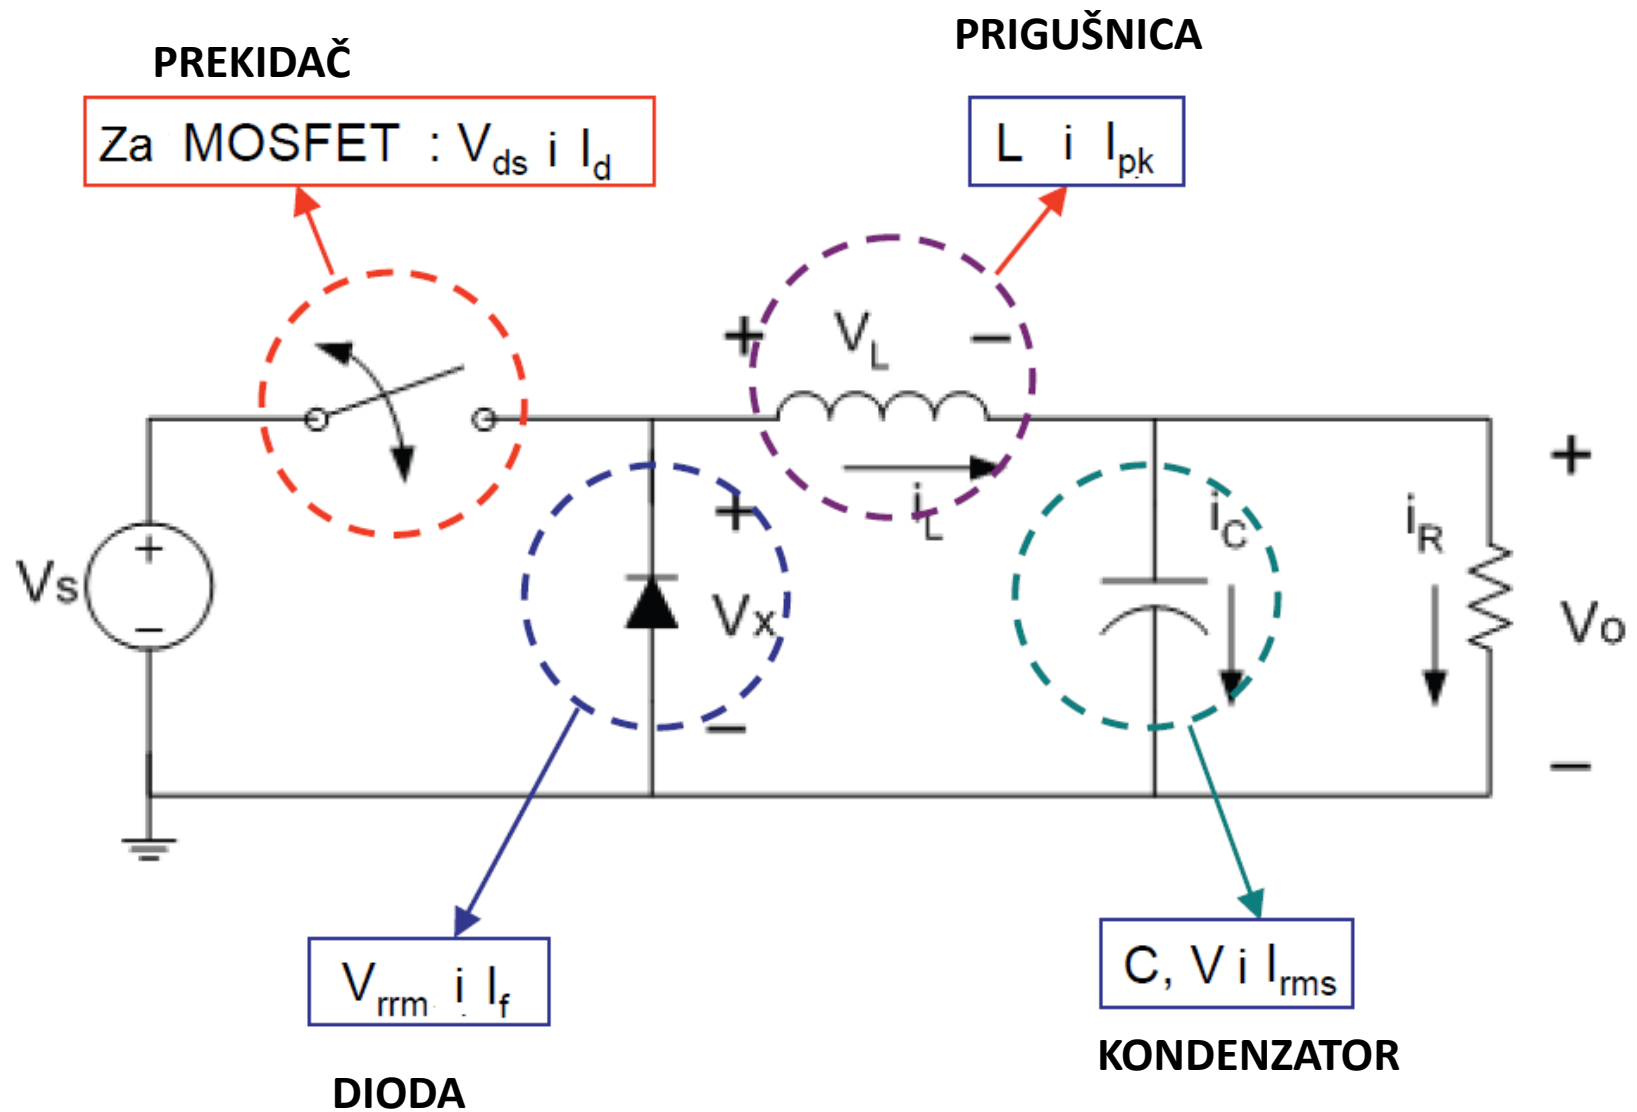 PRIGUŠNICA
PREKIDAČ
Za MOSFET : Vds i Id
L i Ipk
+ VL −
iL
+
Vs
+
−
+
Vx
−
iC
iR
+
Vo
−
Vrrm i If
C, V i Irms
KONDENZATOR
DIODA